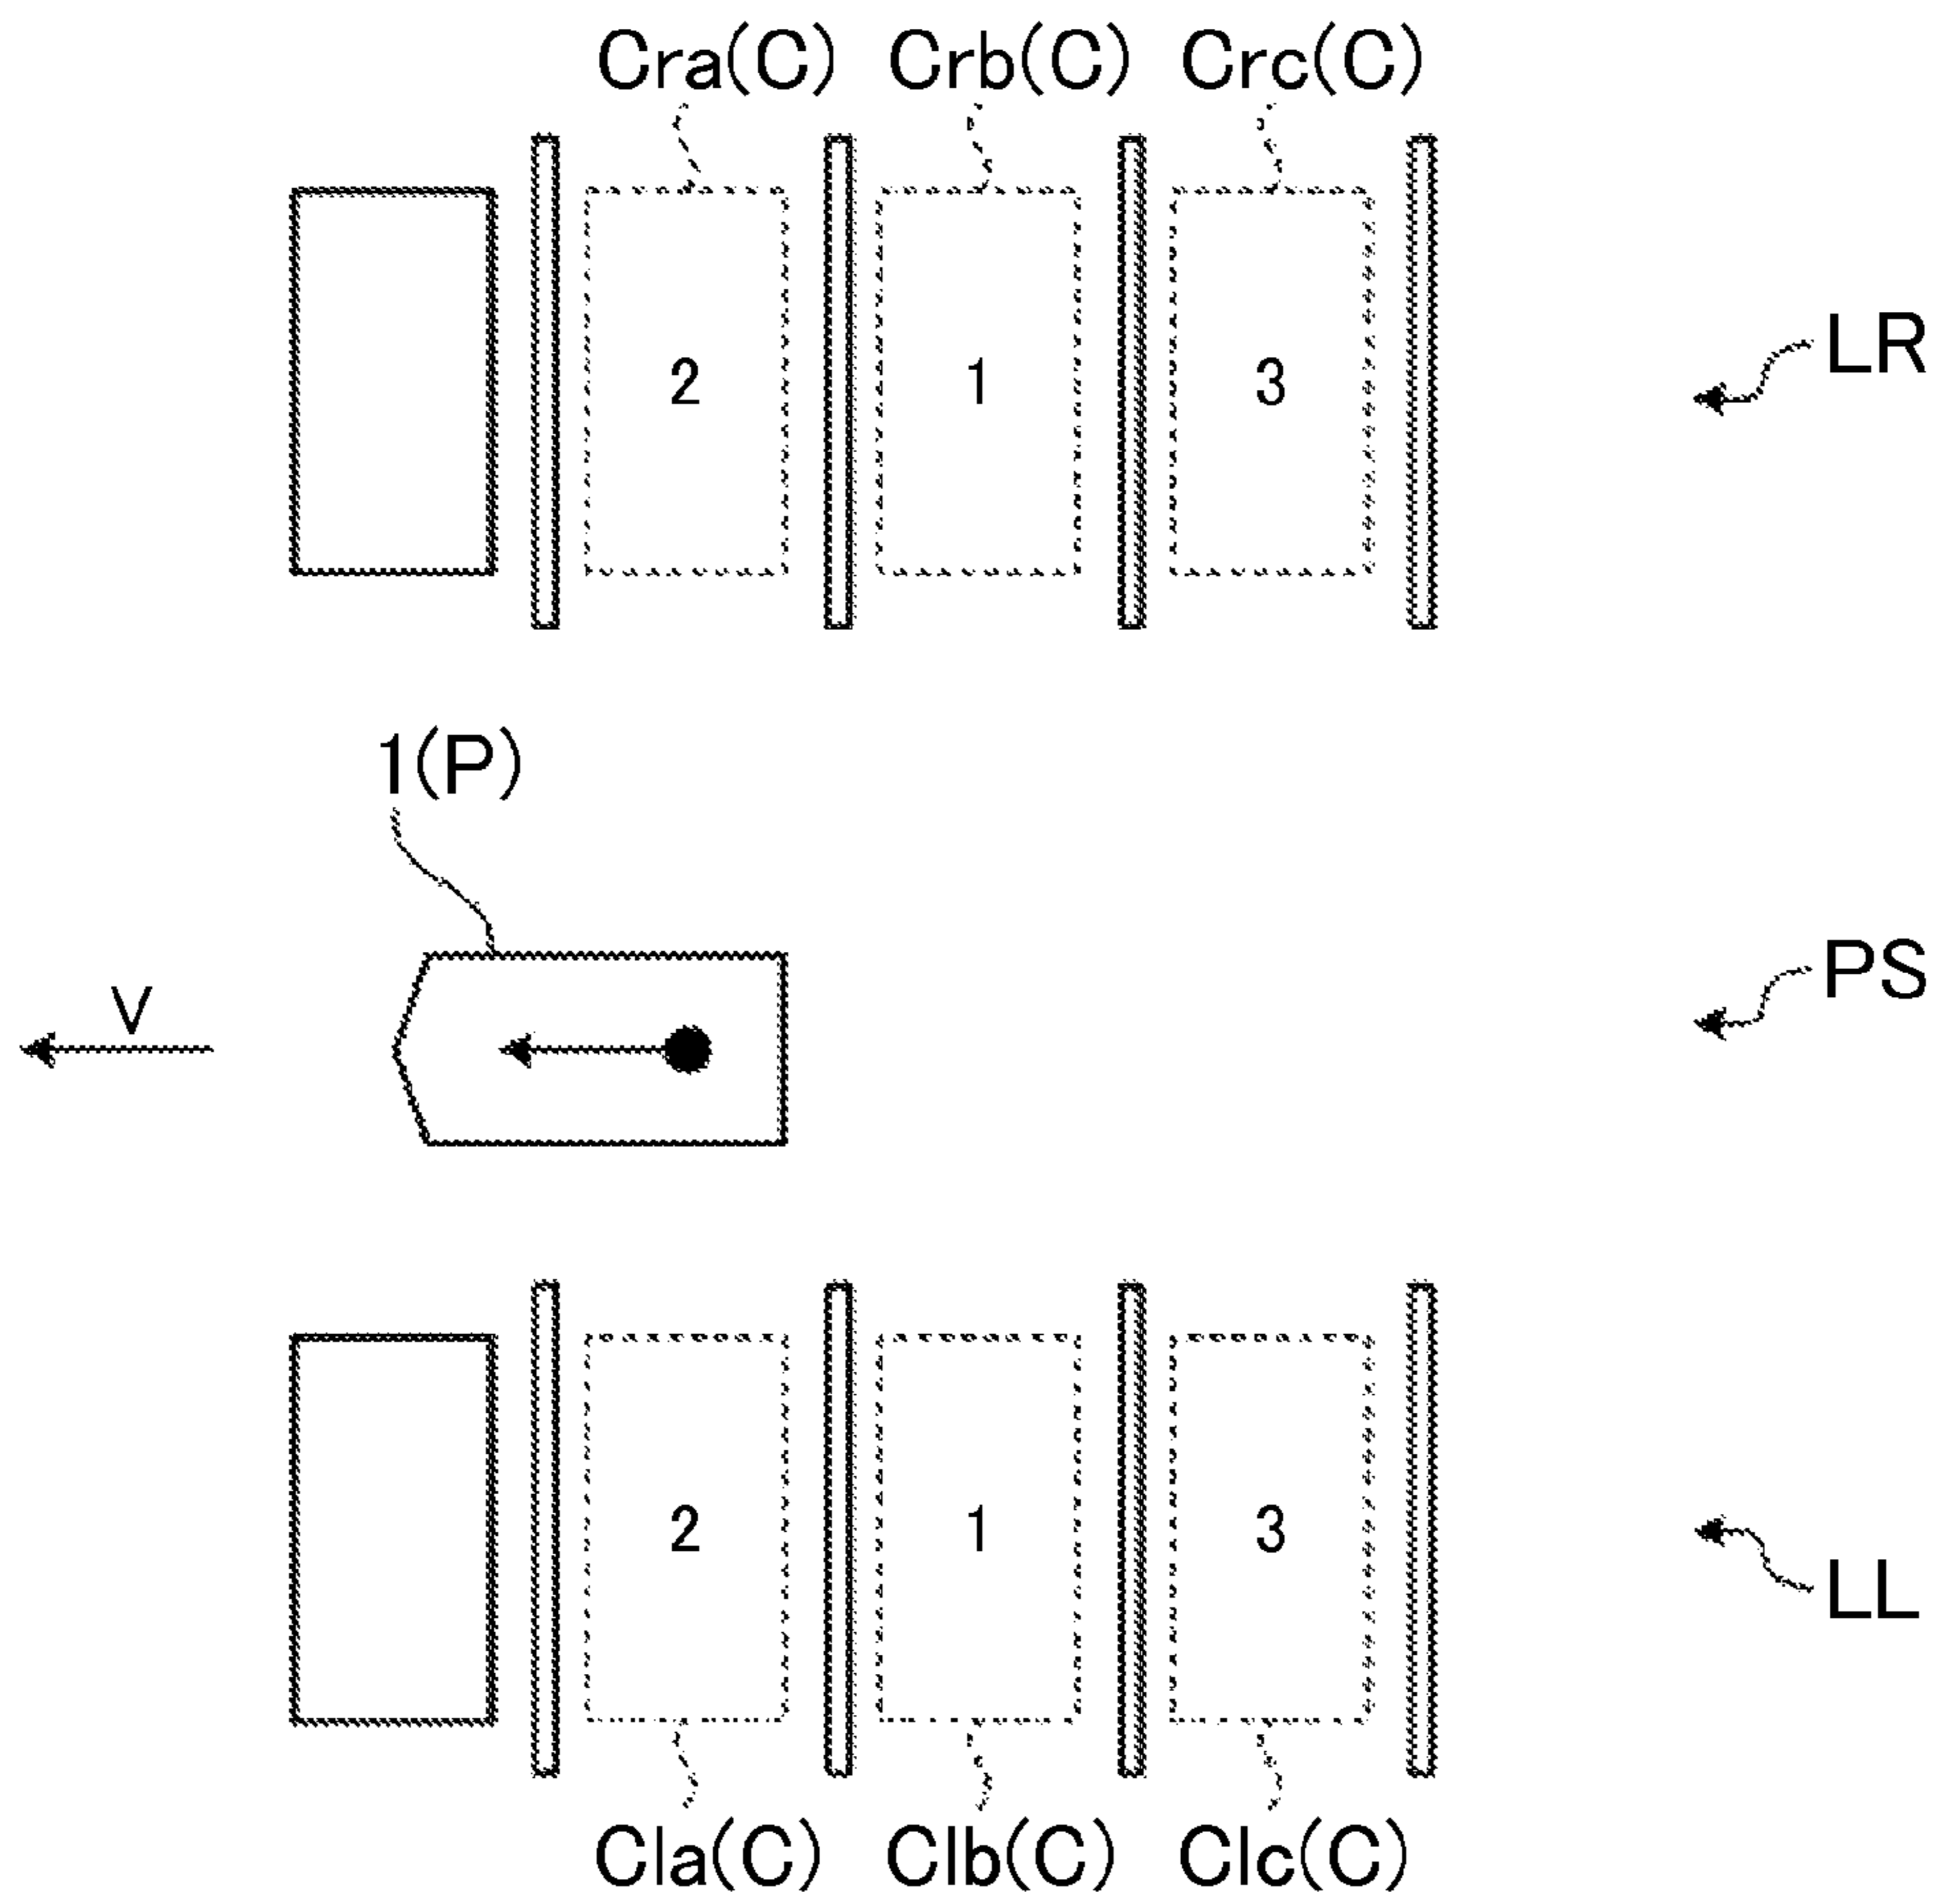 Cra(C) Crb(C) Crc(C)
LR
2 1 3
1(P)
PS
V
2 1 3
LL
Cla(C) Clb(C) Clc(C)